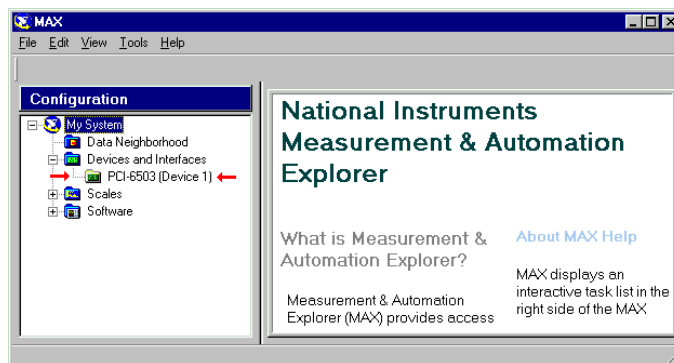 MAX
File Edit View Tools Help
Configuration
My System
Data Neighborhood
Devices and Interfaces
PCI-6503 (Device 1)
Scales
Software
National Instruments
Measurement & Automation
Explorer
What is Measurement &
Automation Explorer?
Measurement & Automation
Explorer (MAX) provides access
About MAX Help
MAX displays an
interactive task list in the
right side of the MAX